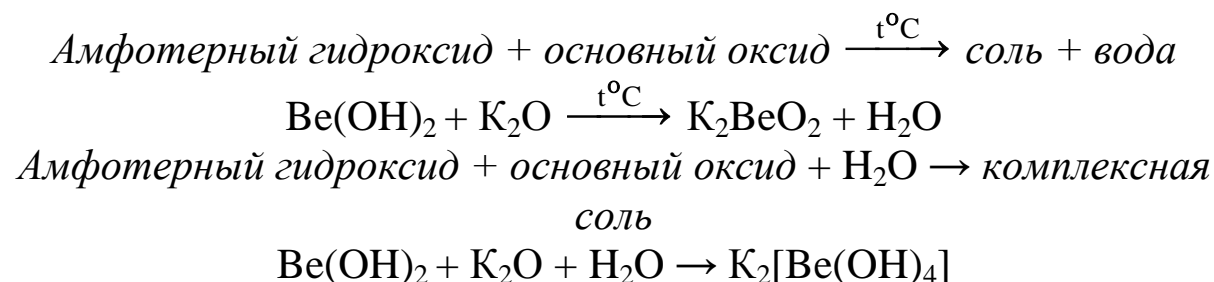 Амфотерный гидроксид + основный оксид t°C⟶ соль + вода
Be(OH)₂ + K₂O t°C⟶ K₂BeO₂ + H₂O
Амфотерный гидроксид + основный оксид + H₂O → комплексная
соль
Be(OH)₂ + K₂O + H₂O → K₂[Be(OH)₄]